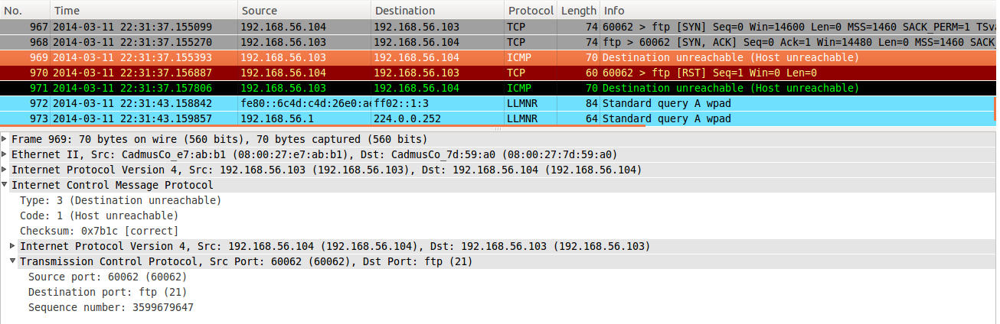 No. Time Source Destination Protocol Length Info
967 2014-03-11 22:31:37.155099 192.168.56.104 192.168.56.103 TCP 74 60062 > ftp [SYN] Seq=0 Win=14600 Len=0 MSS=1460 SACK_PERM=1 TSva
968 2014-03-11 22:31:37.155270 192.168.56.103 192.168.56.104 TCP 74 ftp > 60062 [SYN, ACK] Seq=0 Ack=1 Win=14480 Len=0 MSS=1460 SACK_
969 2014-03-11 22:31:37.155393 192.168.56.103 192.168.56.104 ICMP 70 Destination unreachable (Host unreachable)
970 2014-03-11 22:31:37.156887 192.168.56.104 192.168.56.103 TCP 60 60062 > ftp [RST] Seq=1 Win=0 Len=0
971 2014-03-11 22:31:37.157806 192.168.56.103 192.168.56.104 ICMP 70 Destination unreachable (Host unreachable)
972 2014-03-11 22:31:43.158842 fe80::6c4d:c4d:26e0:ae ff02::1:3 LLMNR 84 Standard query A wpad
973 2014-03-11 22:31:43.159857 192.168.56.1 224.0.0.252 LLMNR 64 Standard query A wpad
Frame 969: 70 bytes on wire (560 bits), 70 bytes captured (560 bits)
Ethernet II, Src: CadmusCo_e7:ab:b1 (08:00:27:e7:ab:b1), Dst: CadmusCo_7d:59:a0 (08:00:27:7d:59:a0)
Internet Protocol Version 4, Src: 192.168.56.103 (192.168.56.103), Dst: 192.168.56.104 (192.168.56.104)
Internet Control Message Protocol
Type: 3 (Destination unreachable)
Code: 1 (Host unreachable)
Checksum: 0x7b1c [correct]
Internet Protocol Version 4, Src: 192.168.56.104 (192.168.56.104), Dst: 192.168.56.103 (192.168.56.103)
Transmission Control Protocol, Src Port: 60062 (60062), Dst Port: ftp (21)
Source port: 60062 (60062)
Destination port: ftp (21)
Sequence number: 3599679647